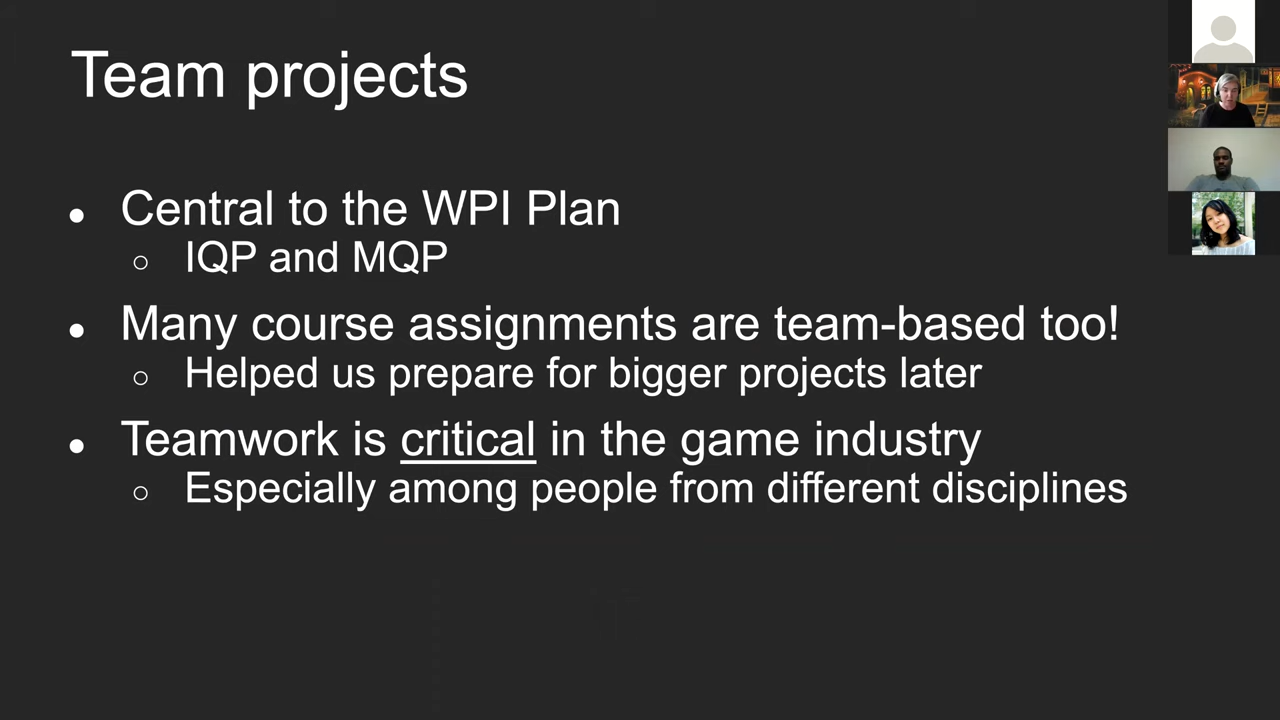 Team projects
● Central to the WPI Plan
○ IQP and MQP
● Many course assignments are team-based too!
○ Helped us prepare for bigger projects later
● Teamwork is critical in the game industry
○ Especially among people from different disciplines